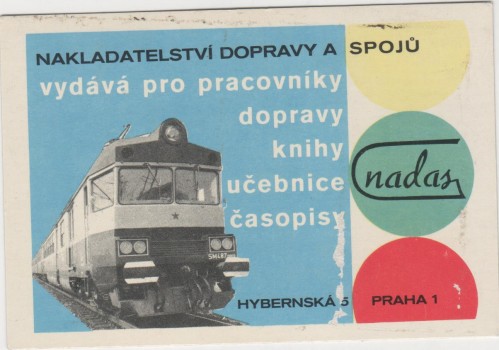 NAKLADATELSTVÍ DOPRAVY A SPOJŮ
vydává pro pracovníky
dopravy
knihy
učebnice
časopisy
nadas
HYBERNSKÁ 5 PRAHA 1